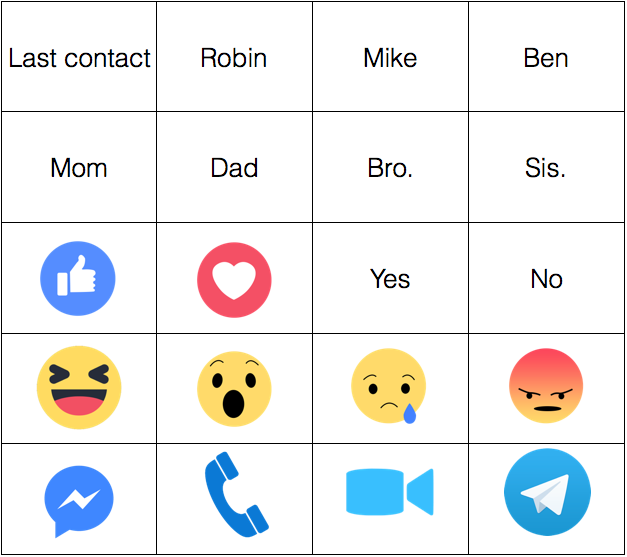 Last contact
Robin
Mike
Ben
Mom
Dad
Bro.
Sis.
Yes
No